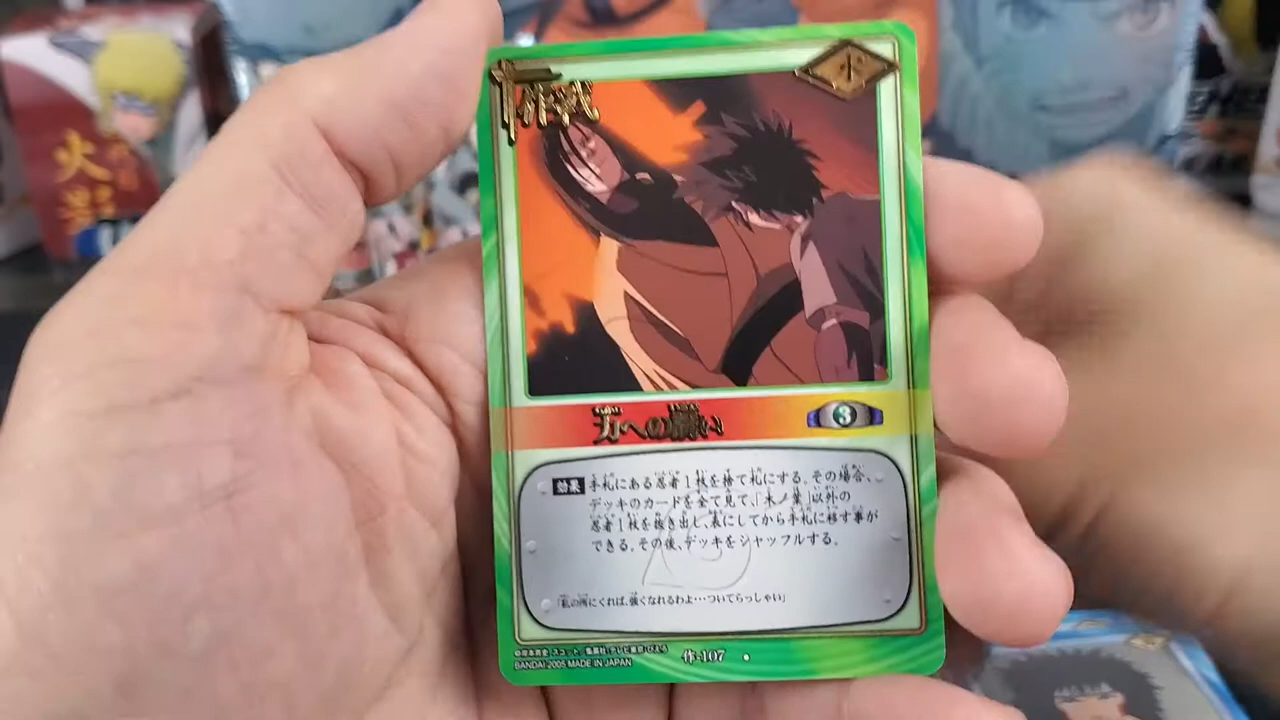 火影
作戦
力への願い
3
効果 手札にある忍者1枚を捨て札にする。その場合、
デッキのカードを全て見て、「木ノ葉」以外の
忍者1枚を抜き出し、表にしてから手札に移す事が
できる。その後、デッキをシャッフルする。
「私の所にくれば、強くなれるわよ…ついてらっしゃい」
©岸本斉史 スコット/集英社・テレビ東京・ぴえろ
BANDAI 2005 MADE IN JAPAN
作-107